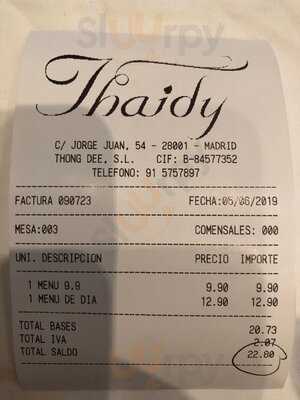 sluurpy
Thaidy
C/ JORGE JUAN, 54 - 28001 - MADRID
THONG DEE, S.L. CIF: B-84577352
TELEFONO: 91 5757897
FACTURA 090723 FECHA:05/06/2019
MESA:003 COMENSALES: 000
UNI. DESCRIPCION PRECIO IMPORTE
1 MENU 9.9 9.90 9.90
1 MENU DE DIA 12.90 12.90
TOTAL BASES 20.73
TOTAL IVA 2.07
TOTAL SALDO 22.80